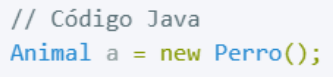 // Código Java
Animal a = new Perro();